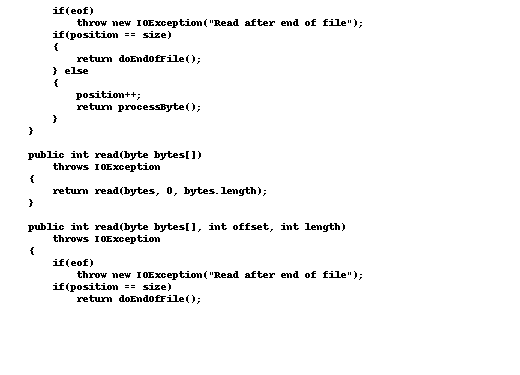 if(eof)
throw new IOException("Read after end of file");
if(position == size)
{
return doEndOfFile();
} else
{
position++;
return processByte();
}
}
public int read(byte bytes[])
throws IOException
{
return read(bytes, 0, bytes.length);
}
public int read(byte bytes[], int offset, int length)
throws IOException
{
if(eof)
throw new IOException("Read after end of file");
if(position == size)
return doEndOfFile();